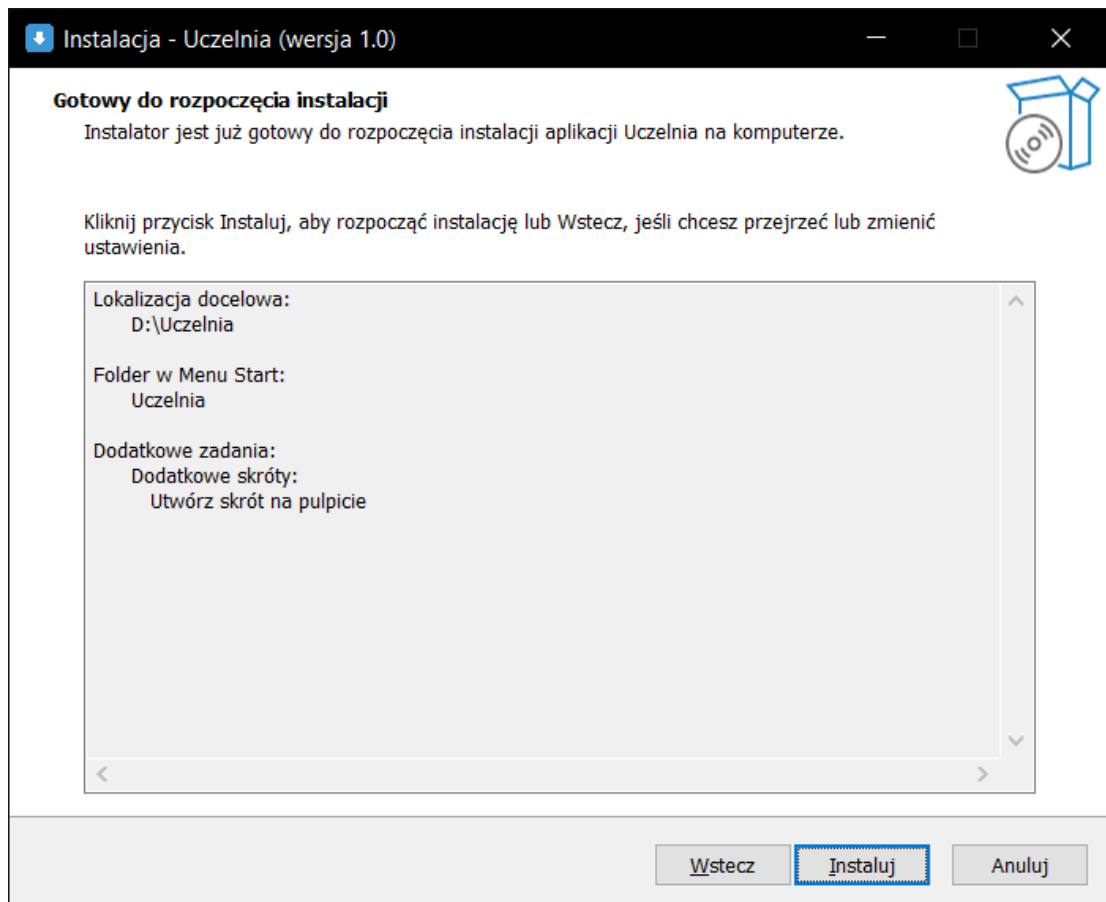 Instalacja - Uczelnia (wersja 1.0)
Gotowy do rozpoczęcia instalacji
Instalator jest już gotowy do rozpoczęcia instalacji aplikacji Uczelnia na komputerze.
Kliknij przycisk Instaluj, aby rozpocząć instalację lub Wstecz, jeśli chcesz przejrzeć lub zmienić
ustawienia.
Lokalizacja docelowa:
D:\Uczelnia
Folder w Menu Start:
Uczelnia
Dodatkowe zadania:
Dodatkowe skróty:
Utwórz skrót na pulpicie
Wstecz
Instaluj
Anuluj